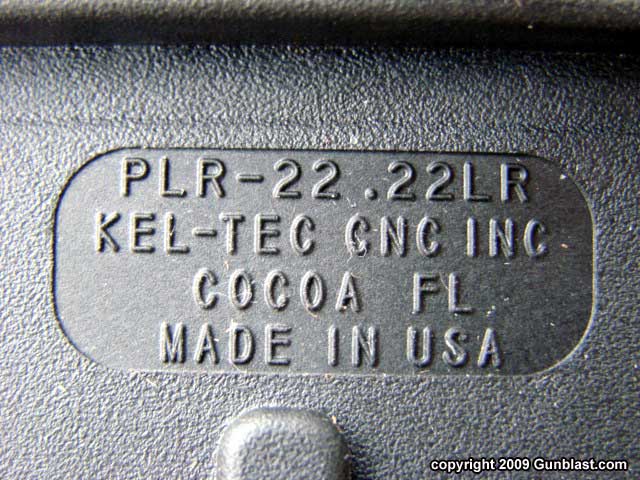 PLR-22 .22LR
KEL-TEC CNC INC
COCOA FL
MADE IN USA
copyright 2009 Gunblast.com